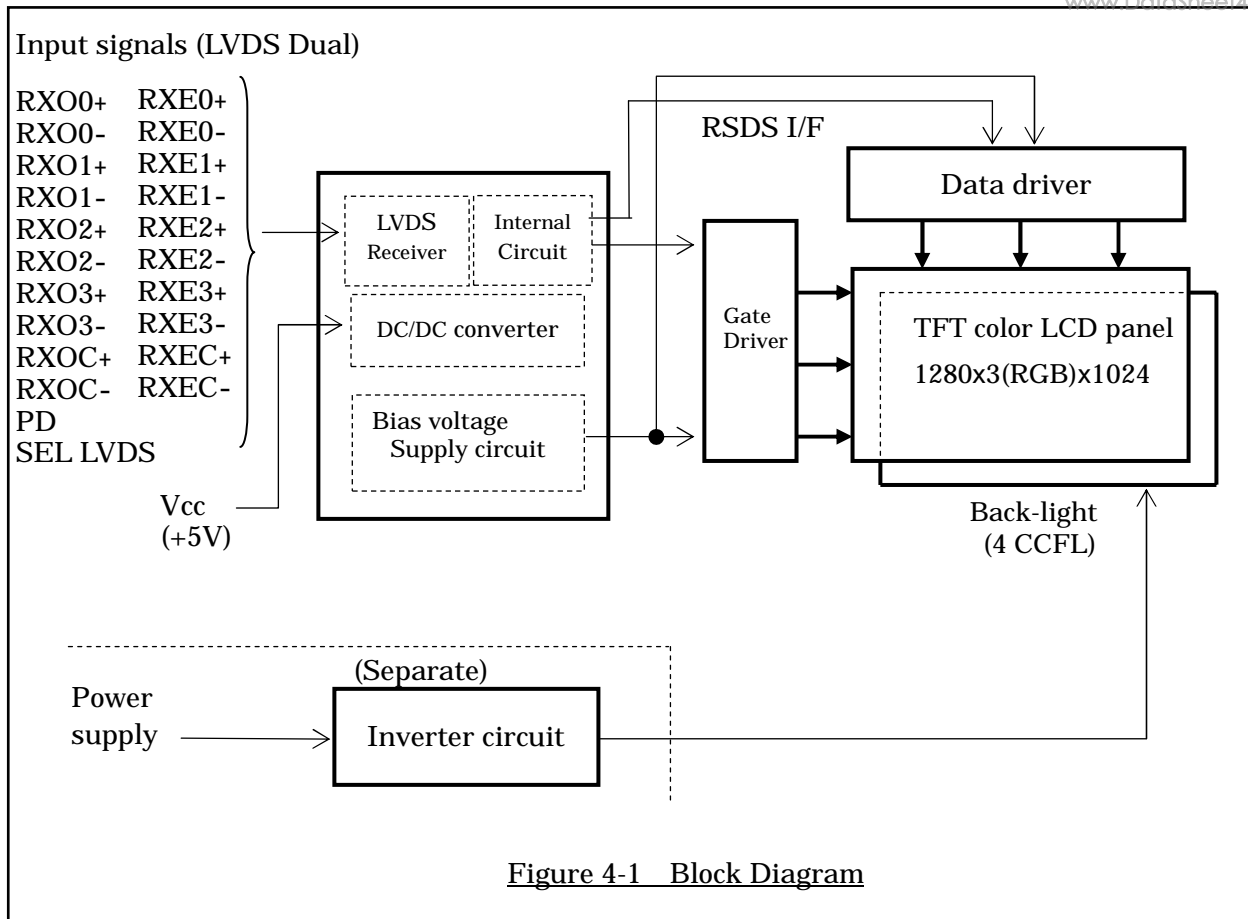 Input signals (LVDS Dual)
RXO0+ RXE0+
RXO0- RXE0-
RXO1+ RXE1+
RXO1- RXE1-
RXO2+ RXE2+
RXO2- RXE2-
RXO3+ RXE3+
RXO3- RXE3-
RXOC+ RXEC+
RXOC- RXEC-
PD
SEL LVDS
Vcc
(+5V)
LVDS
Receiver
Internal
Circuit
DC/DC converter
Bias voltage
Supply circuit
RSDS I/F
Data driver
Gate
Driver
TFT color LCD panel
1280x3(RGB)x1024
Back-light
(4 CCFL)
(Separate)
Power
supply
Inverter circuit
Figure 4-1 Block Diagram